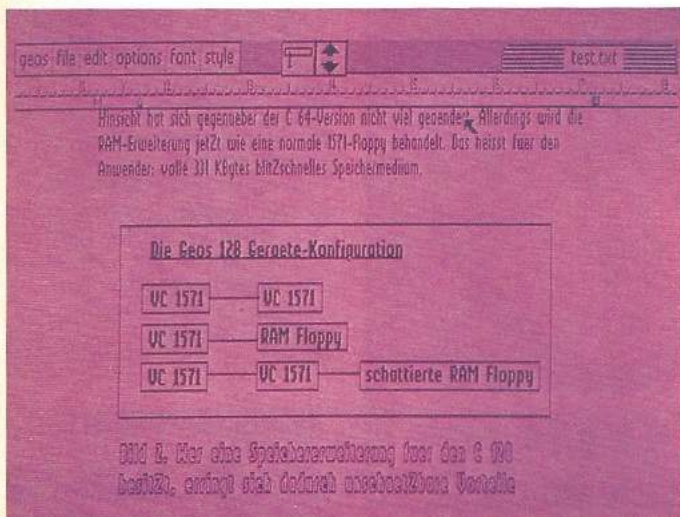 geos file edit options font style
test.txt
Hinsicht hat sich gegenueber der C 64-Version nicht viel geaendert. Allerdings wird die
RAM-Erweiterung jetZt wie eine normale 1571-Floppy behandelt. Das heisst fuer den
Anwender: volle 331 KBytes blitZschnelles Speichermedium.
Die Geos 128 Geraete-Konfiguration
VC 1571 VC 1571
VC 1571 RAM Floppy
VC 1571 VC 1571 schattierte RAM Floppy
Bild 2. Wer eine Speichererweiterung fuer den C 128
besitZt, erringt sich dadurch unschaetZbare Vorteile